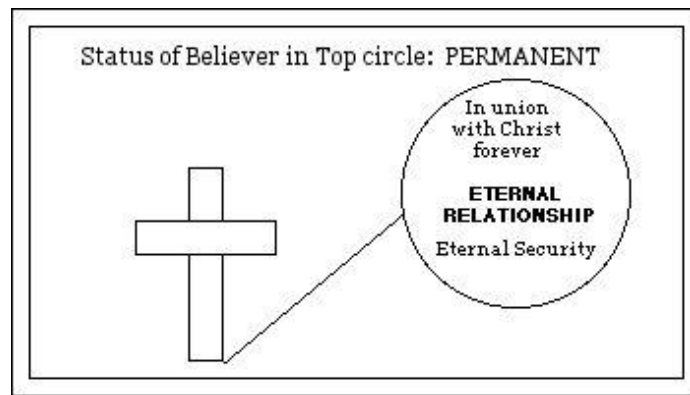 Status of Believer in Top circle: PERMANENT
In union
with Christ
forever
ETERNAL
RELATIONSHIP
Eternal Security